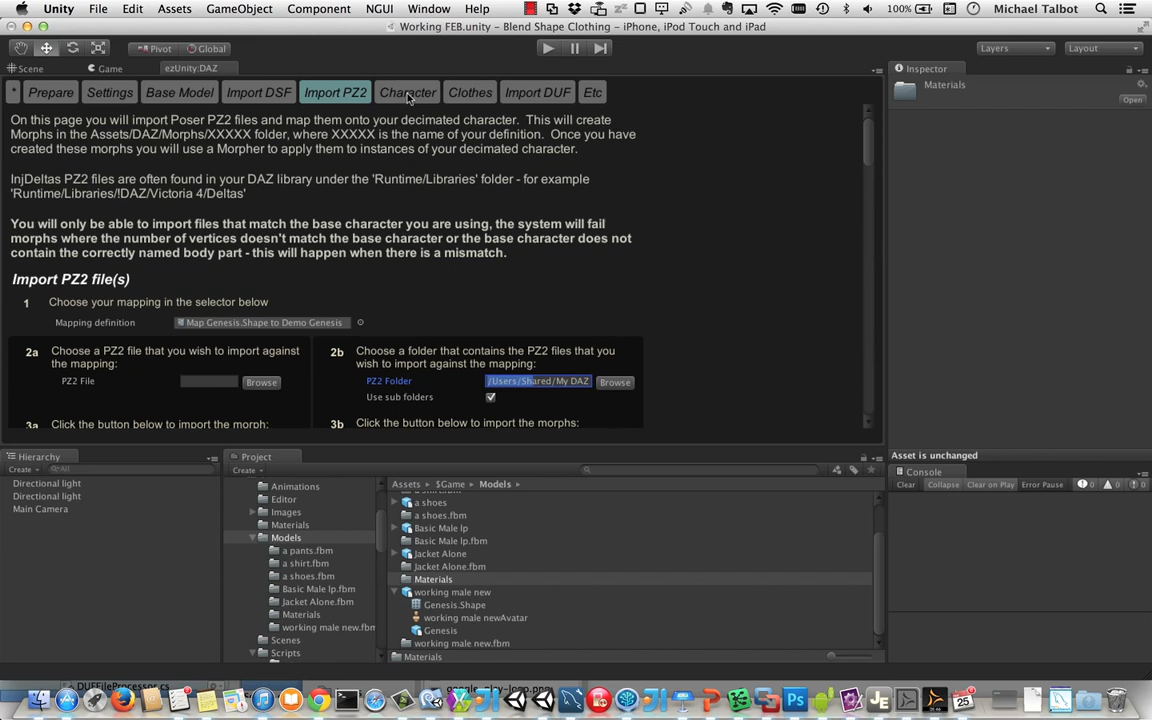 Unity File Edit Assets GameObject Component NGUI Window Help 100% Michael Talbot
Working FEB.unity - Blend Shape Clothing - iPhone, iPod Touch and iPad
Pivot Global Layers Layout
Scene Game ezUnity:DAZ Inspector
* Prepare Settings Base Model Import DSF Import PZ2 Character Clothes Import DUF Etc
Materials
Open
On this page you will import Poser PZ2 files and map them onto your decimated character. This will create
Morphs in the Assets/DAZ/Morphs/XXXXX folder, where XXXXX is the name of your definition. Once you have
created these morphs you will use a Morpher to apply them to instances of your decimated character.
InjDeltas PZ2 files are often found in your DAZ library under the 'Runtime/Libraries' folder - for example
'Runtime/Libraries/!DAZ/Victoria 4/Deltas'
You will only be able to import files that match the base character you are using, the system will fail
morphs where the number of vertices doesn't match the base character or the base character does not
contain the correctly named body part - this will happen when there is a mismatch.
Import PZ2 file(s)
1 Choose your mapping in the selector below
Mapping definition Map Genesis.Shape to Demo Genesis
2a Choose a PZ2 file that you wish to import against
the mapping:
PZ2 File Browse
2b Choose a folder that contains the PZ2 files that you
wish to import against the mapping:
PZ2 Folder /Users/Shared/My DAZ Browse
Use sub folders
3a Click the button below to import the morph:
3b Click the button below to import the morphs:
Asset is unchanged
Console
Clear Collapse Clear on Play Error Pause 0 0 0
Hierarchy
Create All
Directional light
Directional light
Main Camera
Project
Create
Animations
Editor
Images
Materials
Models
a pants.fbm
a shirt.fbm
a shoes.fbm
Basic Male lp.fbm
Jacket Alone.fbm
Materials
working male new.fbm
Scenes
Scripts
Assets $Game Models
a shoes
a shoes.fbm
Basic Male lp
Basic Male lp.fbm
Jacket Alone
Jacket Alone.fbm
Materials
working male new
Genesis.Shape
working male newAvatar
Genesis
working male new.fbm
Materials
DUFFileProcessor.cs
google-play-logo.png